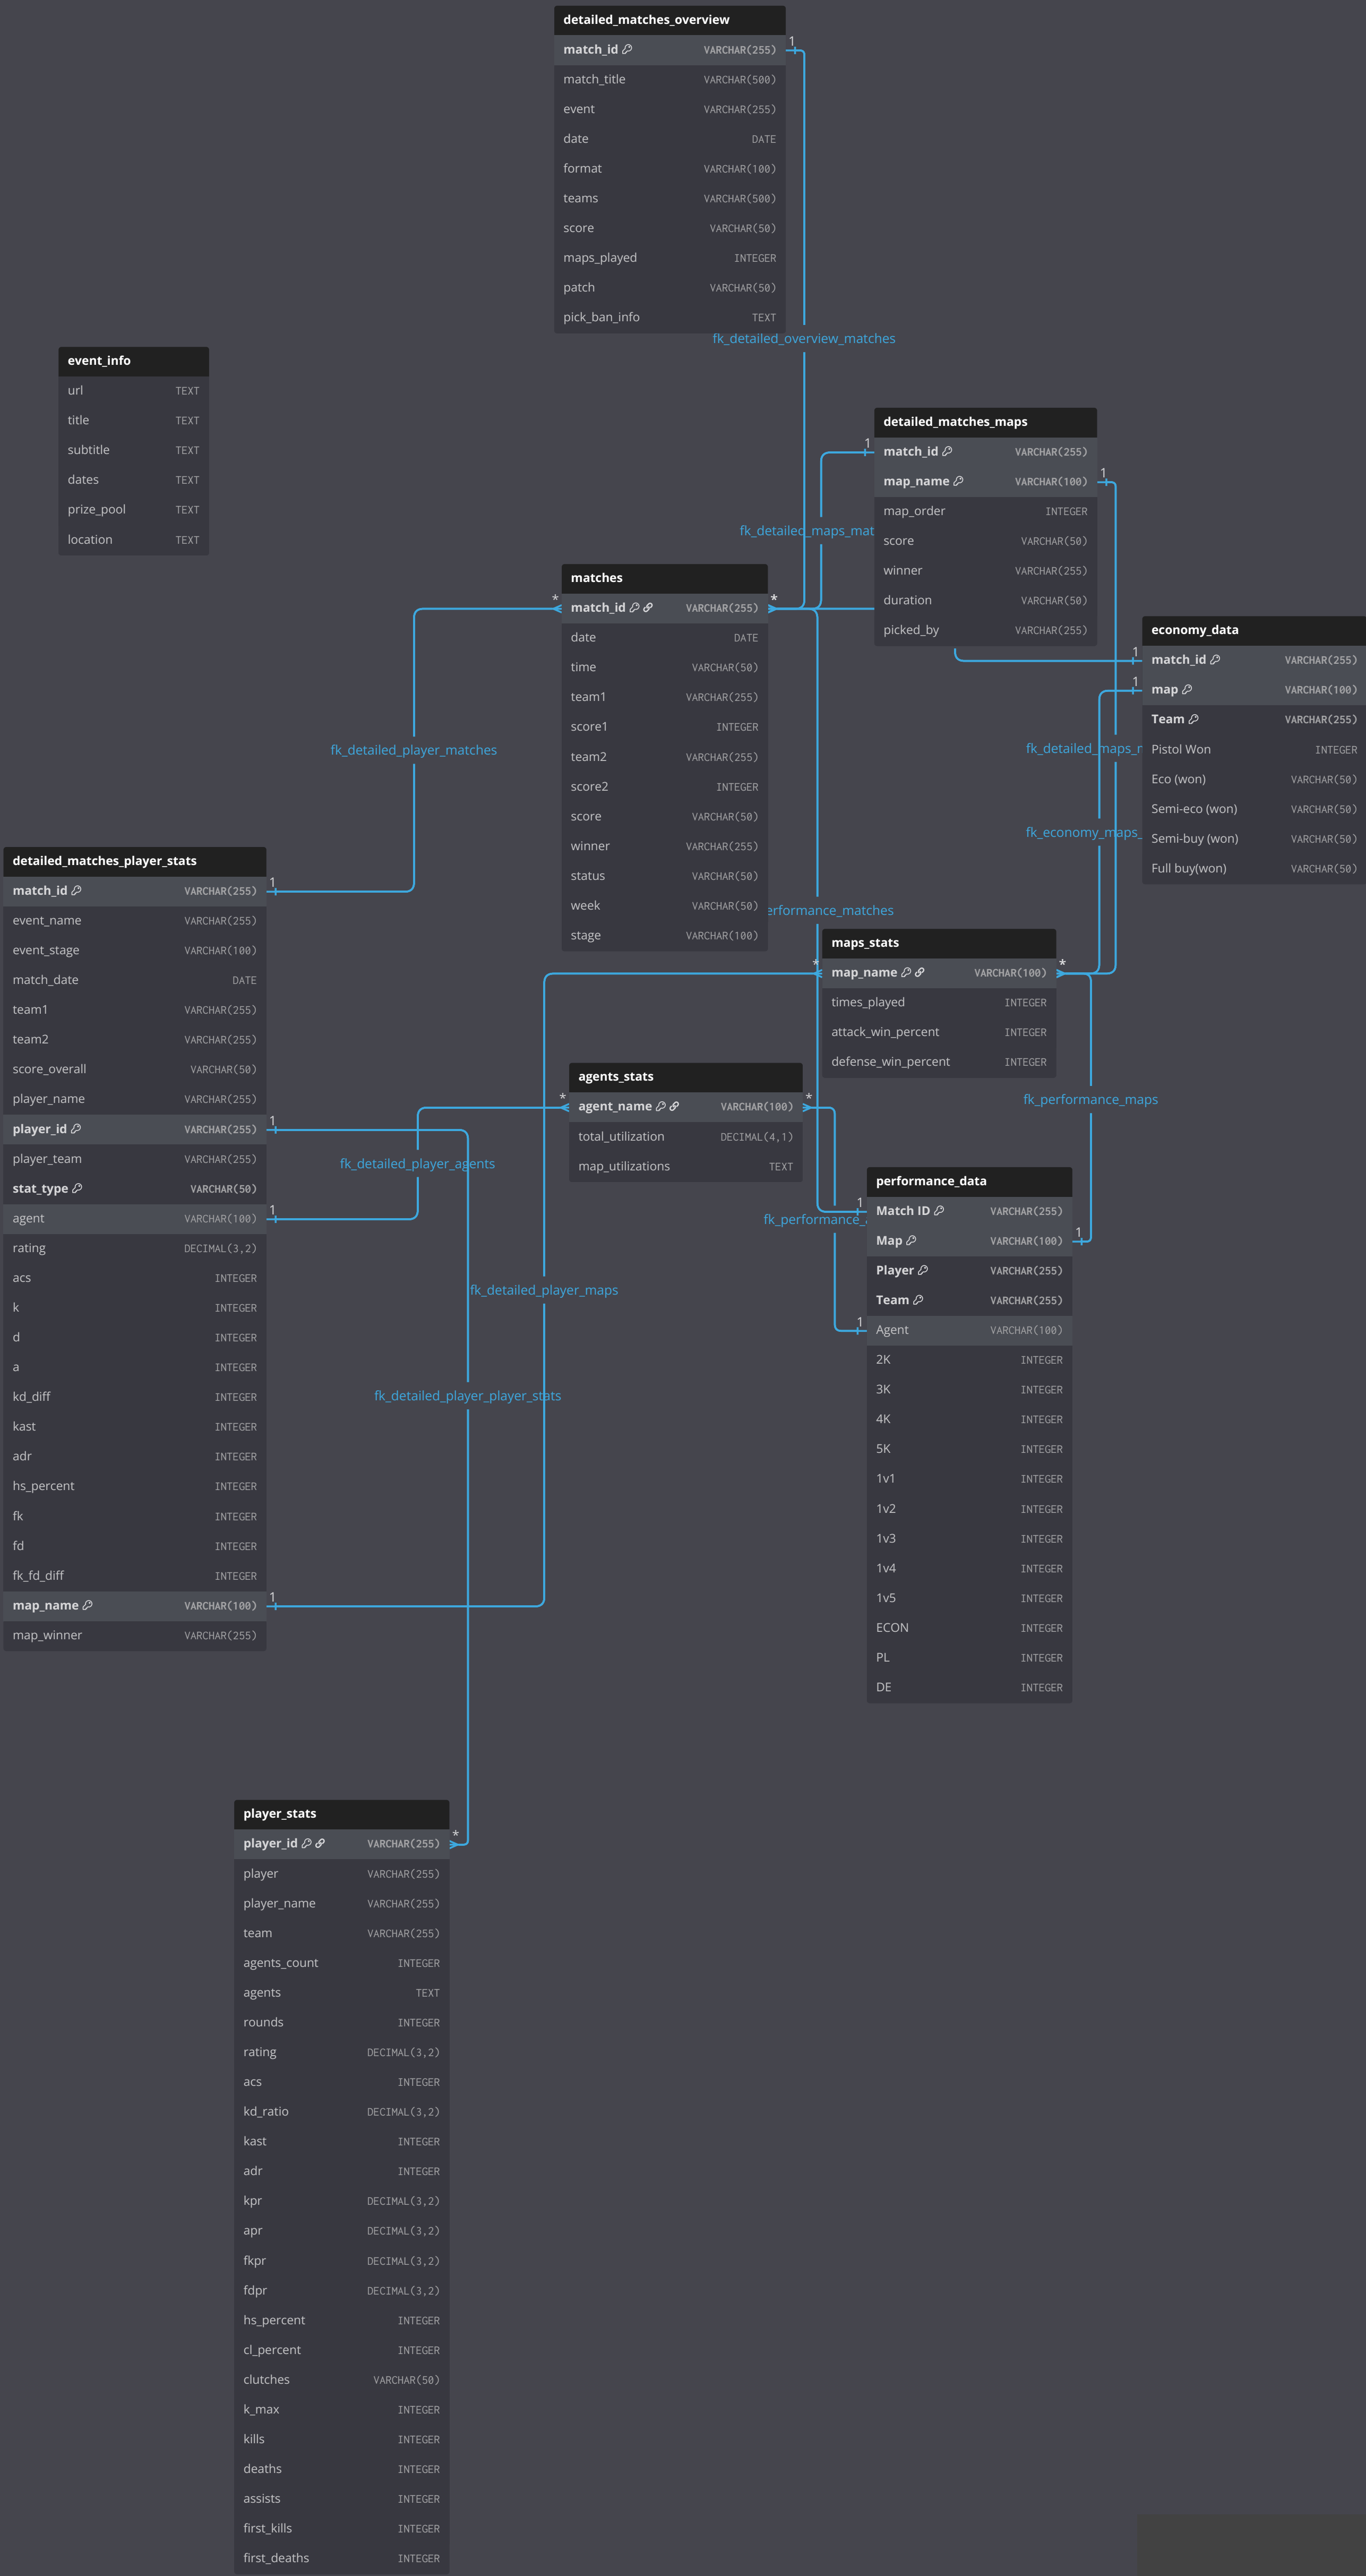 detailed_matches_overview
match_id VARCHAR(255)
match_title VARCHAR(500)
event VARCHAR(255)
date DATE
format VARCHAR(100)
teams VARCHAR(500)
score VARCHAR(50)
maps_played INTEGER
patch VARCHAR(50)
pick_ban_info TEXT
1
fk_detailed_overview_matches
event_info
url TEXT
title TEXT
subtitle TEXT
dates TEXT
prize_pool TEXT
location TEXT
detailed_matches_maps
1
match_id VARCHAR(255)
map_name VARCHAR(100)
1
map_order INTEGER
score VARCHAR(50)
winner VARCHAR(255)
duration VARCHAR(50)
picked_by VARCHAR(255)
fk_detailed_maps_mat
matches
*
match_id VARCHAR(255)
*
date DATE
time VARCHAR(50)
team1 VARCHAR(255)
score1 INTEGER
team2 VARCHAR(255)
score2 INTEGER
score VARCHAR(50)
winner VARCHAR(255)
status VARCHAR(50)
week VARCHAR(50)
stage VARCHAR(100)
economy_data
1
match_id VARCHAR(255)
1
map VARCHAR(100)
Team VARCHAR(255)
Pistol Won INTEGER
Eco (won) VARCHAR(50)
Semi-eco (won) VARCHAR(50)
Semi-buy (won) VARCHAR(50)
Full buy(won) VARCHAR(50)
fk_detailed_maps_m
fk_economy_maps_
fk_detailed_player_matches
erformance_matches
detailed_matches_player_stats
match_id VARCHAR(255)
1
event_name VARCHAR(255)
event_stage VARCHAR(100)
match_date DATE
team1 VARCHAR(255)
team2 VARCHAR(255)
score_overall VARCHAR(50)
player_name VARCHAR(255)
player_id VARCHAR(255)
1
player_team VARCHAR(255)
stat_type VARCHAR(50)
agent VARCHAR(100)
1
rating DECIMAL(3,2)
acs INTEGER
k INTEGER
d INTEGER
a INTEGER
kd_diff INTEGER
kast INTEGER
adr INTEGER
hs_percent INTEGER
fk INTEGER
fd INTEGER
fk_fd_diff INTEGER
map_name VARCHAR(100)
1
map_winner VARCHAR(255)
maps_stats
*
map_name VARCHAR(100)
*
times_played INTEGER
attack_win_percent INTEGER
defense_win_percent INTEGER
agents_stats
*
agent_name VARCHAR(100)
*
total_utilization DECIMAL(4,1)
map_utilizations TEXT
fk_performance_maps
fk_detailed_player_agents
fk_performance_a
fk_detailed_player_maps
fk_detailed_player_player_stats
performance_data
1
Match ID VARCHAR(255)
Map VARCHAR(100)
1
Player VARCHAR(255)
Team VARCHAR(255)
1
Agent VARCHAR(100)
2K INTEGER
3K INTEGER
4K INTEGER
5K INTEGER
1v1 INTEGER
1v2 INTEGER
1v3 INTEGER
1v4 INTEGER
1v5 INTEGER
ECON INTEGER
PL INTEGER
DE INTEGER
player_stats
player_id VARCHAR(255)
*
player VARCHAR(255)
player_name VARCHAR(255)
team VARCHAR(255)
agents_count INTEGER
agents TEXT
rounds INTEGER
rating DECIMAL(3,2)
acs INTEGER
kd_ratio DECIMAL(3,2)
kast INTEGER
adr INTEGER
kpr DECIMAL(3,2)
apr DECIMAL(3,2)
fkpr DECIMAL(3,2)
fdpr DECIMAL(3,2)
hs_percent INTEGER
cl_percent INTEGER
clutches VARCHAR(50)
k_max INTEGER
kills INTEGER
deaths INTEGER
assists INTEGER
first_kills INTEGER
first_deaths INTEGER